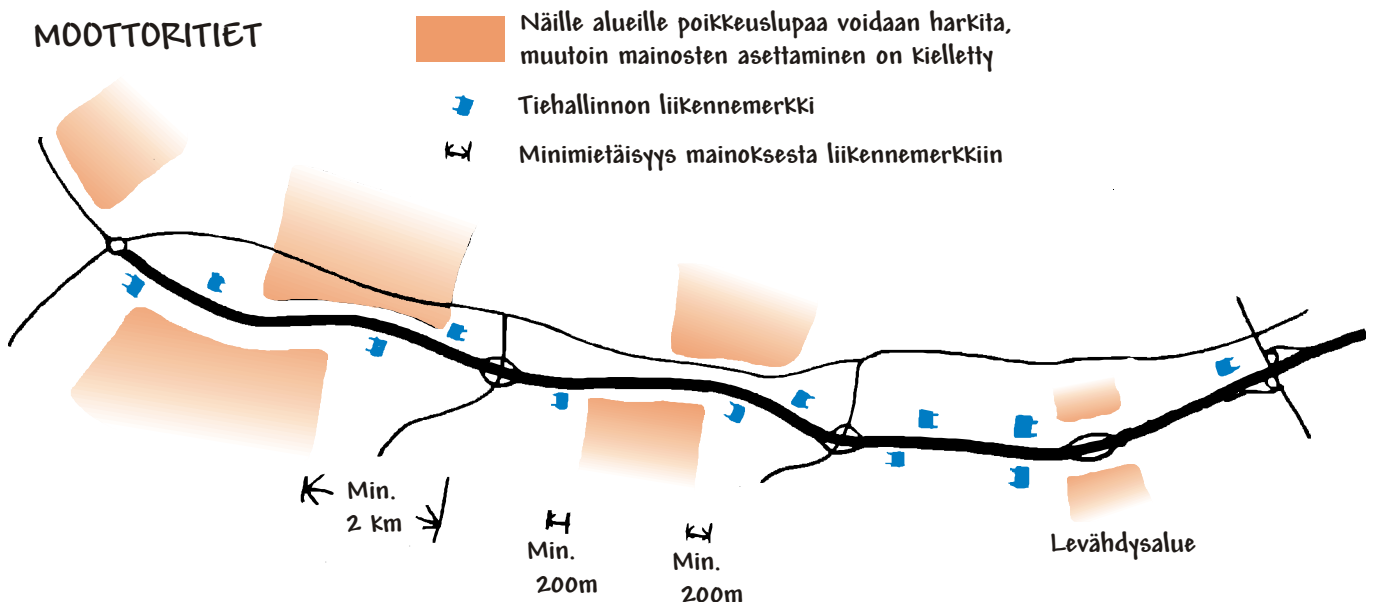 MOOTTORITIET
Näille alueille poikkeuslupaa voidaan harkita,
muutoin mainosten asettaminen on kielletty
Tiehallinnon liikennemerkki
Minimietäisyys mainoksesta liikennemerkkiin
Min.
2 km
Min.
200m
Min.
200m
Levähdysalue